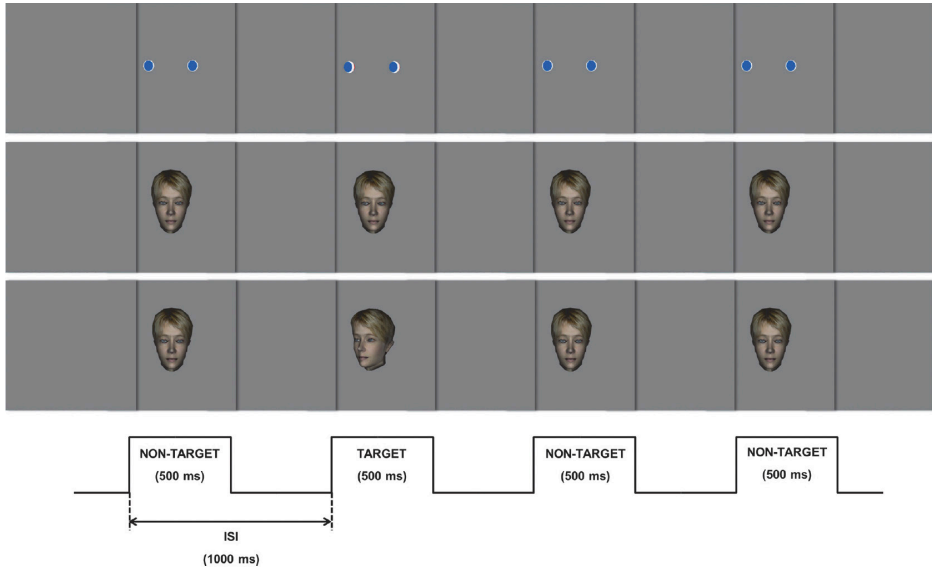 NON-TARGET
(500 ms)
TARGET
(500 ms)
NON-TARGET
(500 ms)
NON-TARGET
(500 ms)
ISI
(1000 ms)